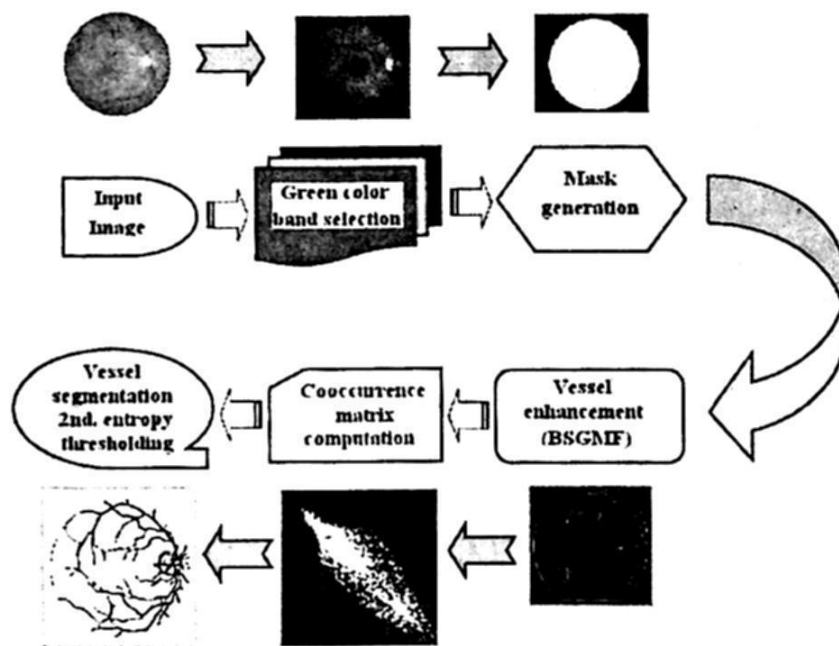 Input
Image
Green color
band selection
Mask
generation
Vessel
enhancement
(BSGMF)
Cooccurrence
matrix
computation
Vessel
segmentation
2nd. entropy
thresholding